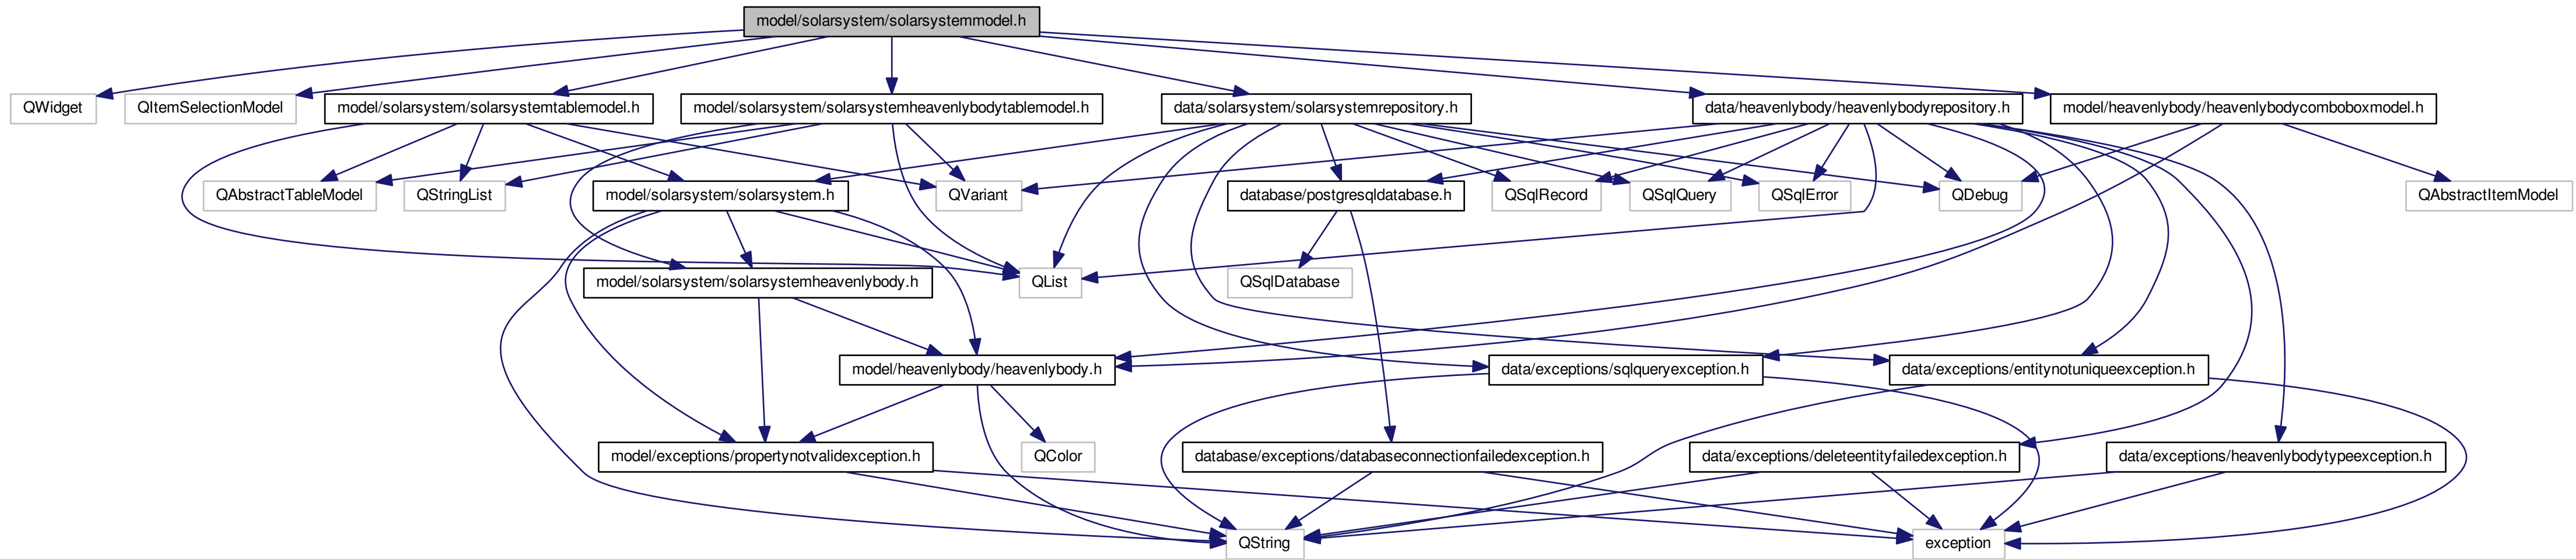 model/solarsystem/solarsystemmodel.h
QWidget
QItemSelectionModel
model/solarsystem/solarsystemtablemodel.h
model/solarsystem/solarsystemheavenlybodytablemodel.h
data/solarsystem/solarsystemrepository.h
data/heavenlybody/heavenlybodyrepository.h
model/heavenlybody/heavenlybodycomboboxmodel.h
QAbstractTableModel
QStringList
model/solarsystem/solarsystem.h
QVariant
database/postgresqldatabase.h
QSqlRecord
QSqlQuery
QSqlError
QDebug
QAbstractItemModel
model/solarsystem/solarsystemheavenlybody.h
QList
QSqlDatabase
model/heavenlybody/heavenlybody.h
data/exceptions/sqlqueryexception.h
data/exceptions/entitynotuniqueexception.h
model/exceptions/propertynotvalidexception.h
QColor
database/exceptions/databaseconnectionfailedexception.h
data/exceptions/deleteentityfailedexception.h
data/exceptions/heavenlybodytypeexception.h
QString
exception